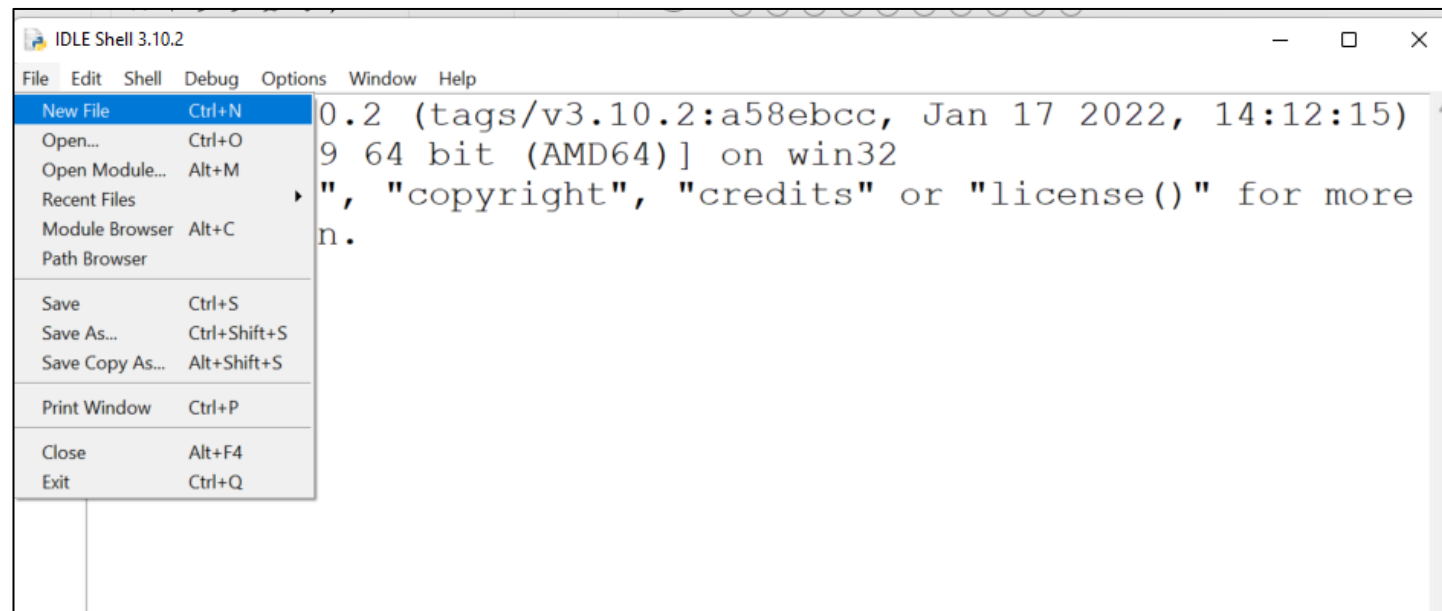 IDLE Shell 3.10.2
File Edit Shell Debug Options Window Help
New File Ctrl+N
Open... Ctrl+O
Open Module... Alt+M
Recent Files
Module Browser Alt+C
Path Browser
Save Ctrl+S
Save As... Ctrl+Shift+S
Save Copy As... Alt+Shift+S
Print Window Ctrl+P
Close Alt+F4
Exit Ctrl+Q
0.2 (tags/v3.10.2:a58ebcc, Jan 17 2022, 14:12:15)
9 64 bit (AMD64)] on win32
", "copyright", "credits" or "license()" for more
n.